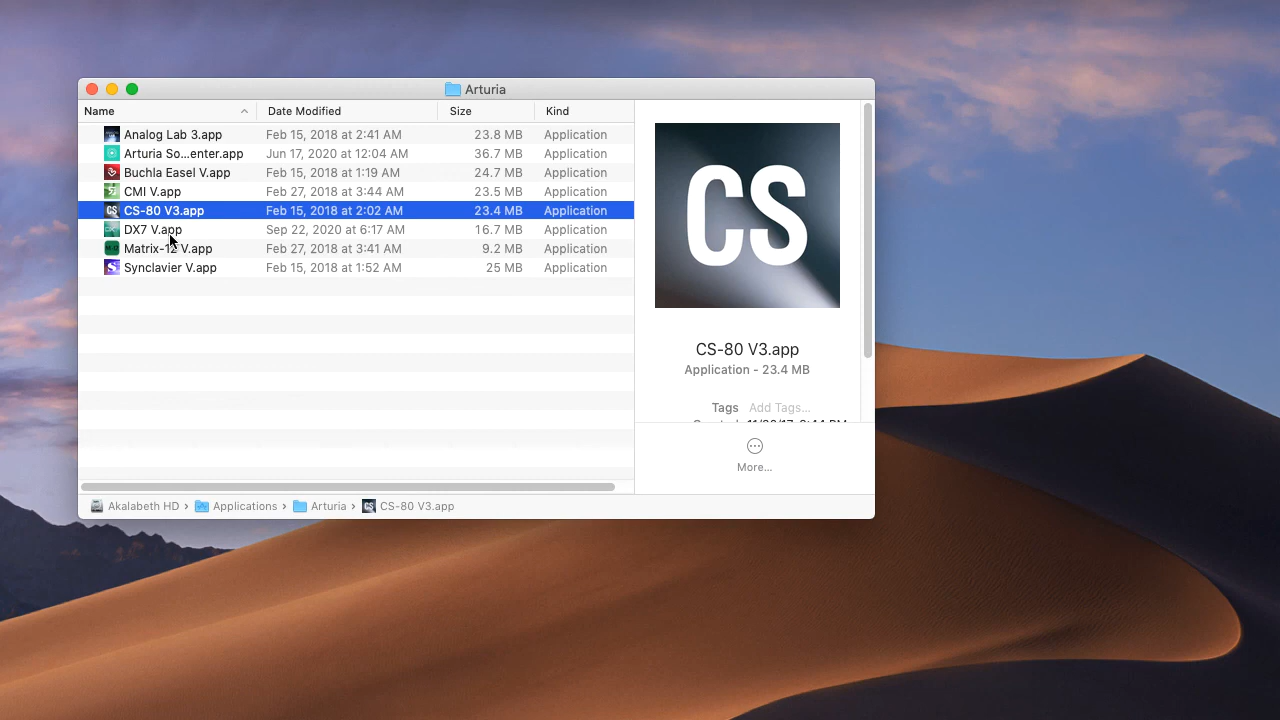 Arturia
Name Date Modified Size Kind
Analog Lab 3.app Feb 15, 2018 at 2:41 AM 23.8 MB Application
Arturia So...enter.app Jun 17, 2020 at 12:04 AM 36.7 MB Application
Buchla Easel V.app Feb 15, 2018 at 1:19 AM 24.7 MB Application
CMI V.app Feb 27, 2018 at 3:44 AM 23.5 MB Application
CS-80 V3.app Feb 15, 2018 at 2:02 AM 23.4 MB Application
DX7 V.app Sep 22, 2020 at 6:17 AM 16.7 MB Application
Matrix-12 V.app Feb 27, 2018 at 3:41 AM 9.2 MB Application
Synclavier V.app Feb 15, 2018 at 1:52 AM 25 MB Application
CS
CS-80 V3.app
Application - 23.4 MB
Tags Add Tags...
More...
Akalabeth HD › Applications › Arturia › CS-80 V3.app